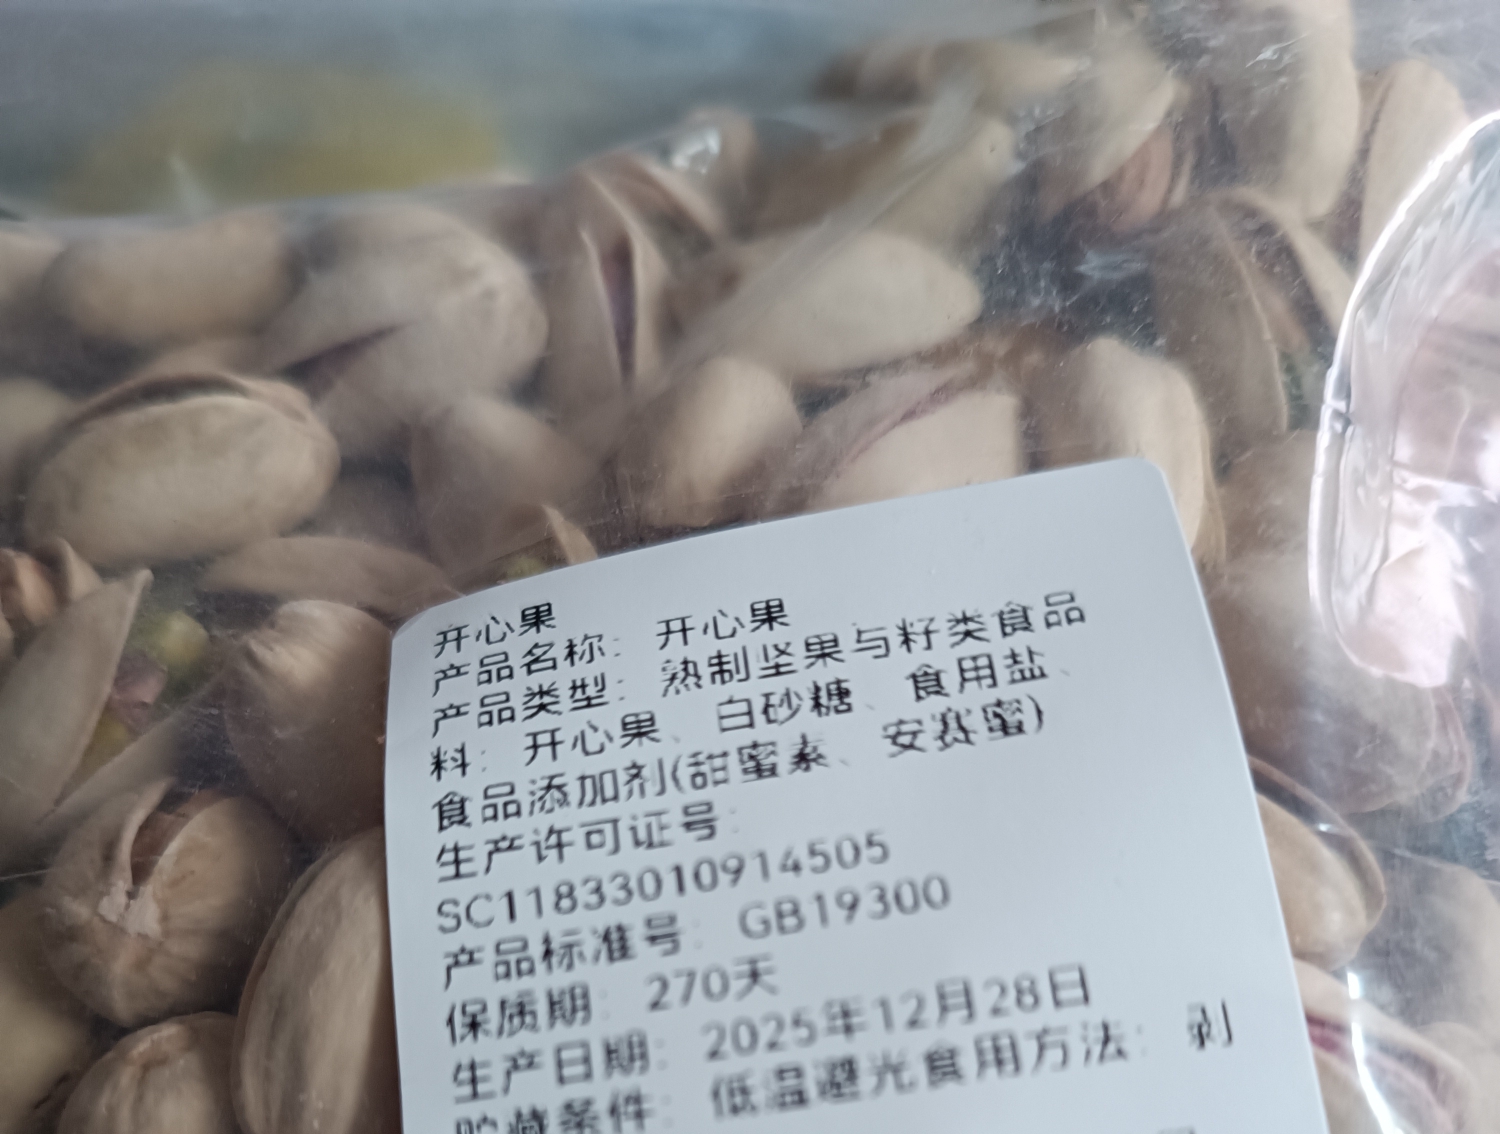 开心果
产品名称：开心果
产品类型：熟制坚果与籽类食品
料：开心果、白砂糖、食用盐、
食品添加剂(甜蜜素、安赛蜜)
生产许可证号：
SC11833010914505
产品标准号：GB19300
保质期：270天
生产日期：2025年12月28日
贮藏条件：低温避光食用方法：剥